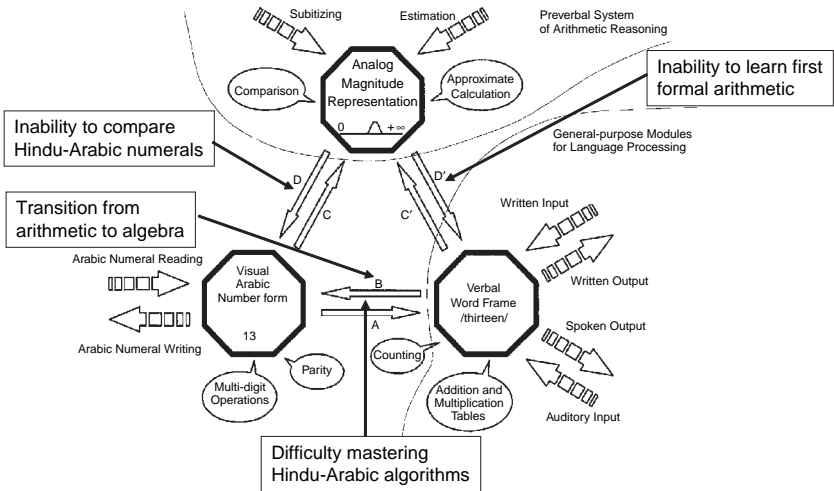 Subitizing
Estimation
Preverbal System
of Arithmetic Reasoning
Analog
Magnitude
Representation
0 + ∞
Comparison
Approximate
Calculation
Inability to learn first
formal arithmetic
Inability to compare
Hindu-Arabic numerals
General-purpose Modules
for Language Processing
D
C
D′
C′
Transition from
arithmetic to algebra
Written Input
Written Output
Arabic Numeral Reading
Visual
Arabic
Number form
13
B
A
Verbal
Word Frame
/thirteen/
Spoken Output
Arabic Numeral Writing
Parity
Multi-digit
Operations
Counting
Addition and
Multiplication
Tables
Auditory Input
Difficulty mastering
Hindu-Arabic algorithms